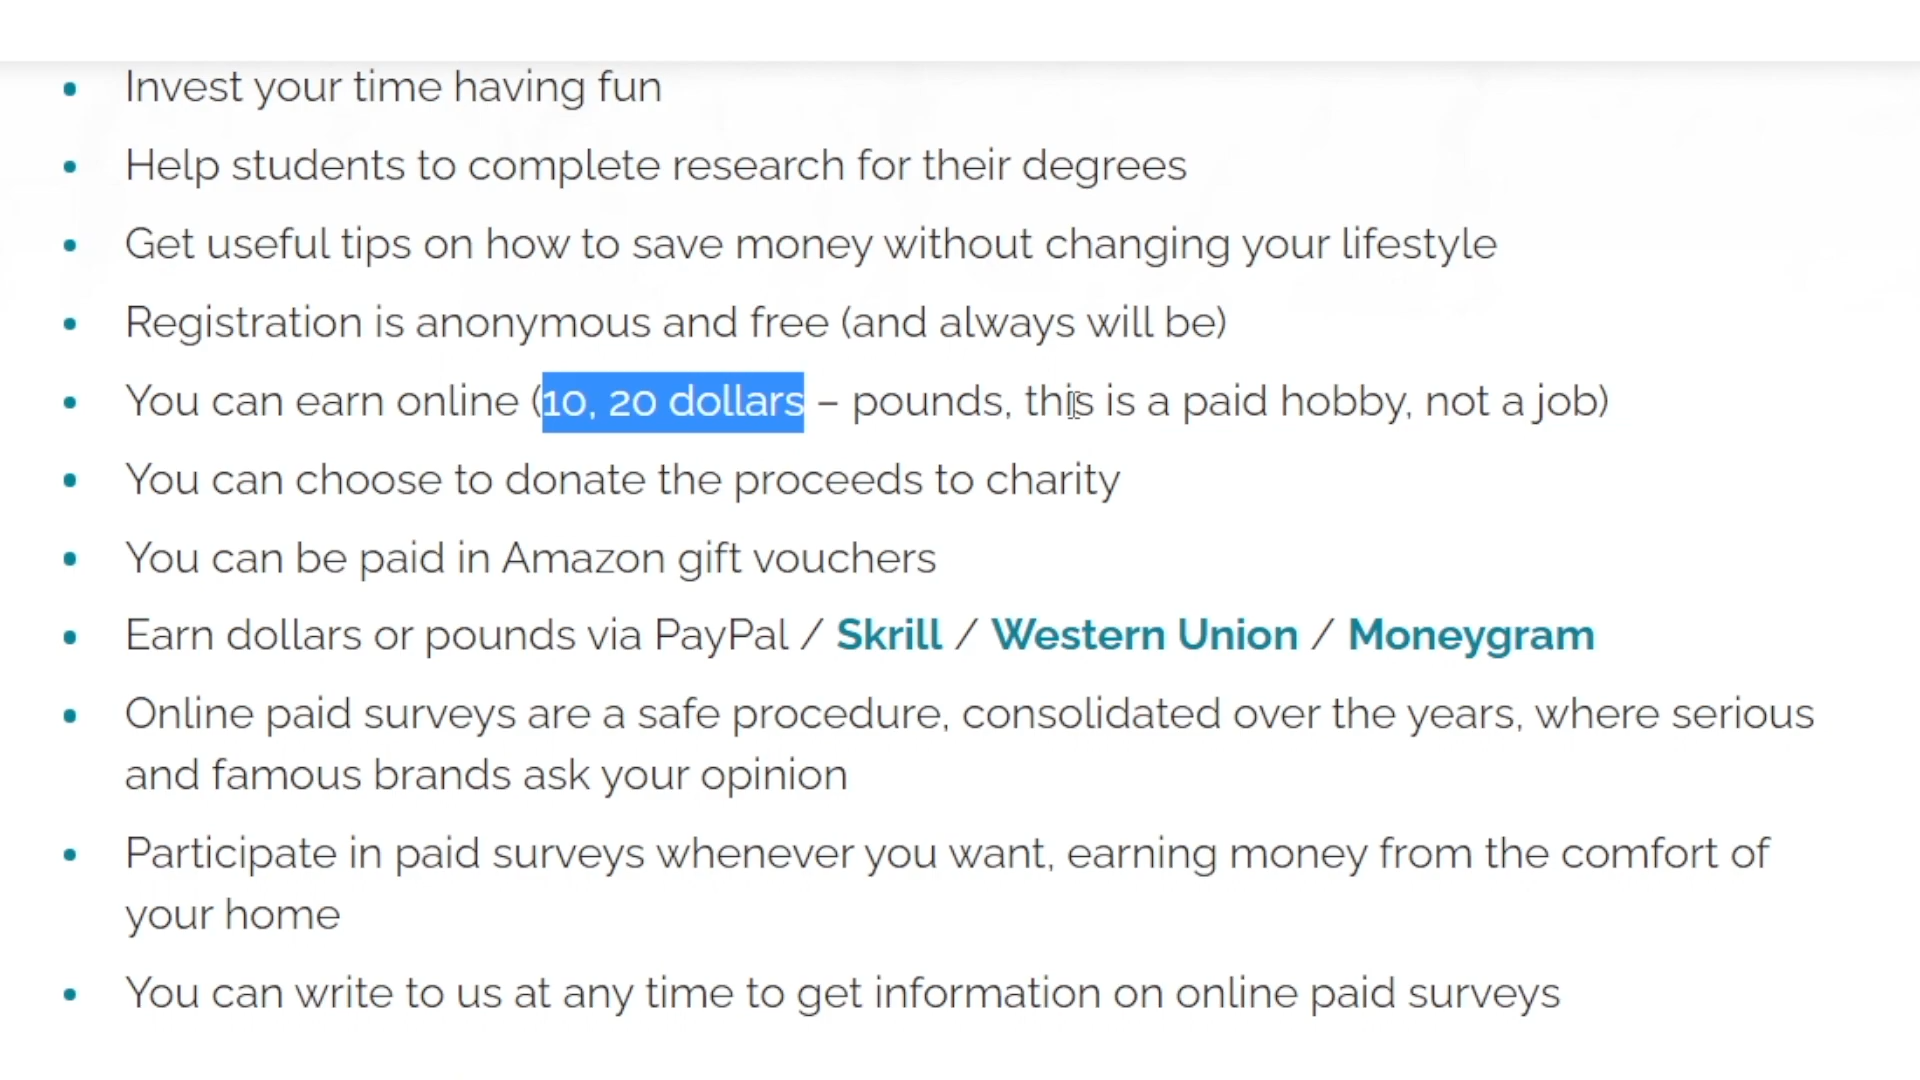 Invest your time having fun
Help students to complete research for their degrees
Get useful tips on how to save money without changing your lifestyle
Registration is anonymous and free (and always will be)
You can earn online (10, 20 dollars – pounds, this is a paid hobby, not a job)
You can choose to donate the proceeds to charity
You can be paid in Amazon gift vouchers
Earn dollars or pounds via PayPal / Skrill / Western Union / Moneygram
Online paid surveys are a safe procedure, consolidated over the years, where serious
and famous brands ask your opinion
Participate in paid surveys whenever you want, earning money from the comfort of
your home
You can write to us at any time to get information on online paid surveys